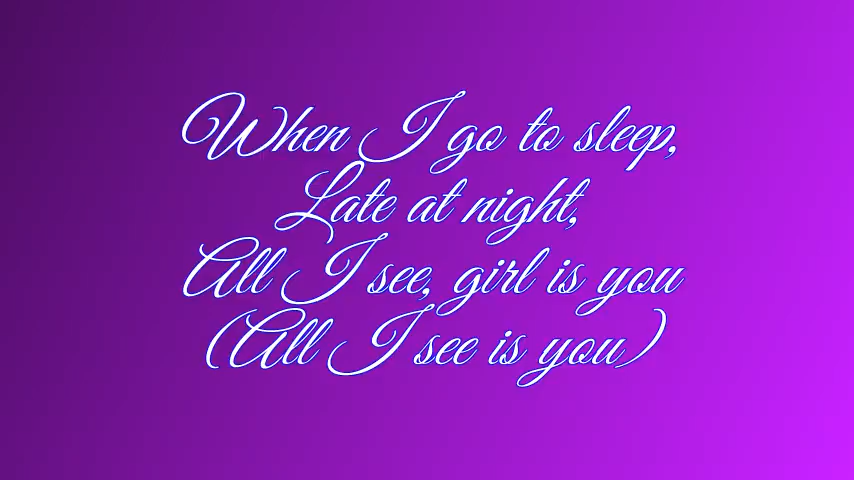 When I go to sleep,
Late at night,
All I see, girl is you
(All I see is you)